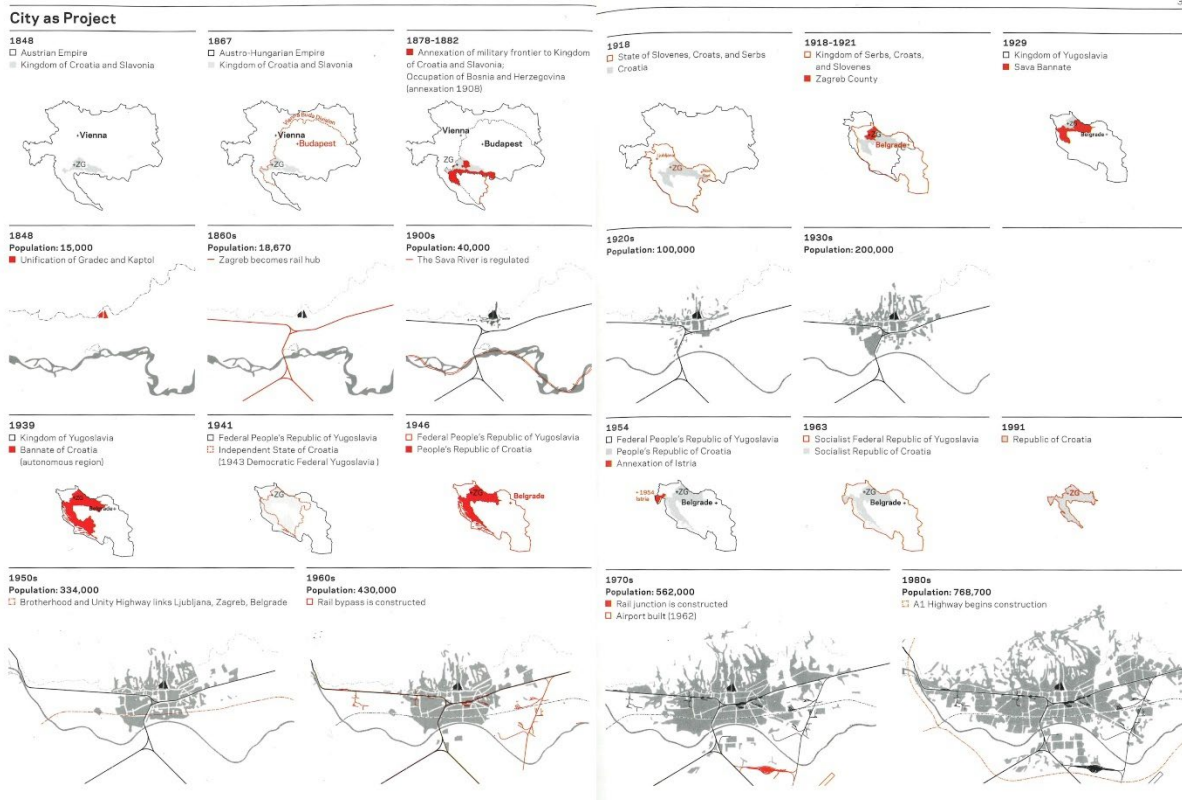 City as Project
1848
Austrian Empire
Kingdom of Croatia and Slavonia
Vienna
ZG
1867
Austro-Hungarian Empire
Kingdom of Croatia and Slavonia
Vienna Buda Division
Vienna
Budapest
ZG
1878-1882
Annexation of military frontier to Kingdom
of Croatia and Slavonia;
Occupation of Bosnia and Herzegovina
(annexation 1908)
Vienna
Budapest
ZG
1918
State of Slovenes, Croats, and Serbs
Croatia
ZG
1918-1921
Kingdom of Serbs, Croats,
and Slovenes
Zagreb County
ZG
Belgrade
1929
Kingdom of Yugoslavia
Sava Bannate
ZG
Belgrade
1848
Population: 15,000
Unification of Gradec and Kaptol
1860s
Population: 18,670
Zagreb becomes rail hub
1900s
Population: 40,000
The Sava River is regulated
1920s
Population: 100,000
1930s
Population: 200,000
1939
Kingdom of Yugoslavia
Bannate of Croatia
(autonomous region)
ZG
Belgrade
1941
Federal People's Republic of Yugoslavia
Independent State of Croatia
(1943 Democratic Federal Yugoslavia )
ZG
1946
Federal People's Republic of Yugoslavia
People's Republic of Croatia
ZG
Belgrade
1954
Federal People's Republic of Yugoslavia
People's Republic of Croatia
Annexation of Istria
1954
Istria
ZG
Belgrade
1963
Socialist Federal Republic of Yugoslavia
Socialist Republic of Croatia
ZG
Belgrade
1991
Republic of Croatia
ZG
1950s
Population: 334,000
Brotherhood and Unity Highway links Ljubljana, Zagreb, Belgrade
1960s
Population: 430,000
Rail bypass is constructed
1970s
Population: 562,000
Rail junction is constructed
Airport built (1962)
1980s
Population: 768,700
A1 Highway begins construction